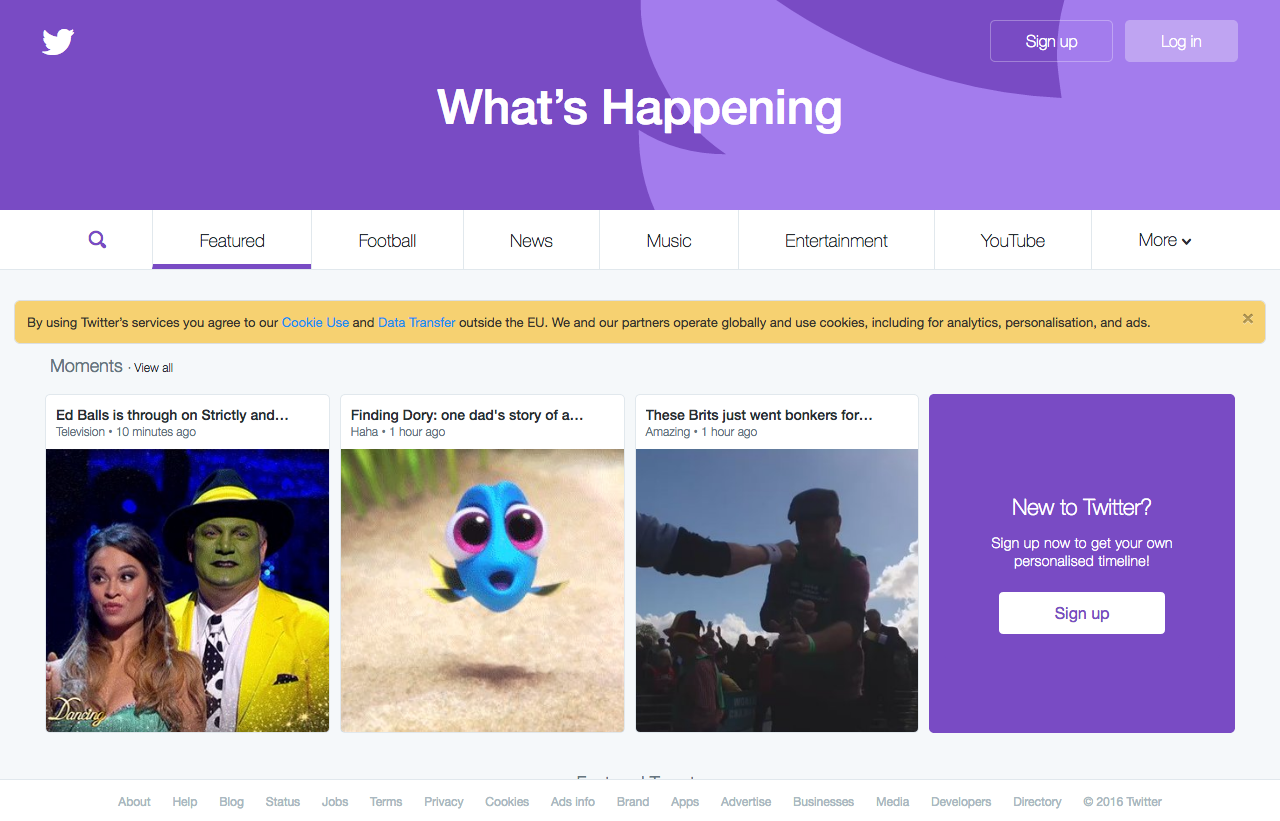 Sign up
Log in
What's Happening
Featured
Football
News
Music
Entertainment
YouTube
More
By using Twitter's services you agree to our Cookie Use and Data Transfer outside the EU. We and our partners operate globally and use cookies, including for analytics, personalisation, and ads.
Moments · View all
Ed Balls is through on Strictly and…
Television • 10 minutes ago
Finding Dory: one dad's story of a…
Haha • 1 hour ago
These Brits just went bonkers for…
Amazing • 1 hour ago
Dancing
New to Twitter?
Sign up now to get your own
personalised timeline!
Sign up
About Help Blog Status Jobs Terms Privacy Cookies Ads info Brand Apps Advertise Businesses Media Developers Directory © 2016 Twitter